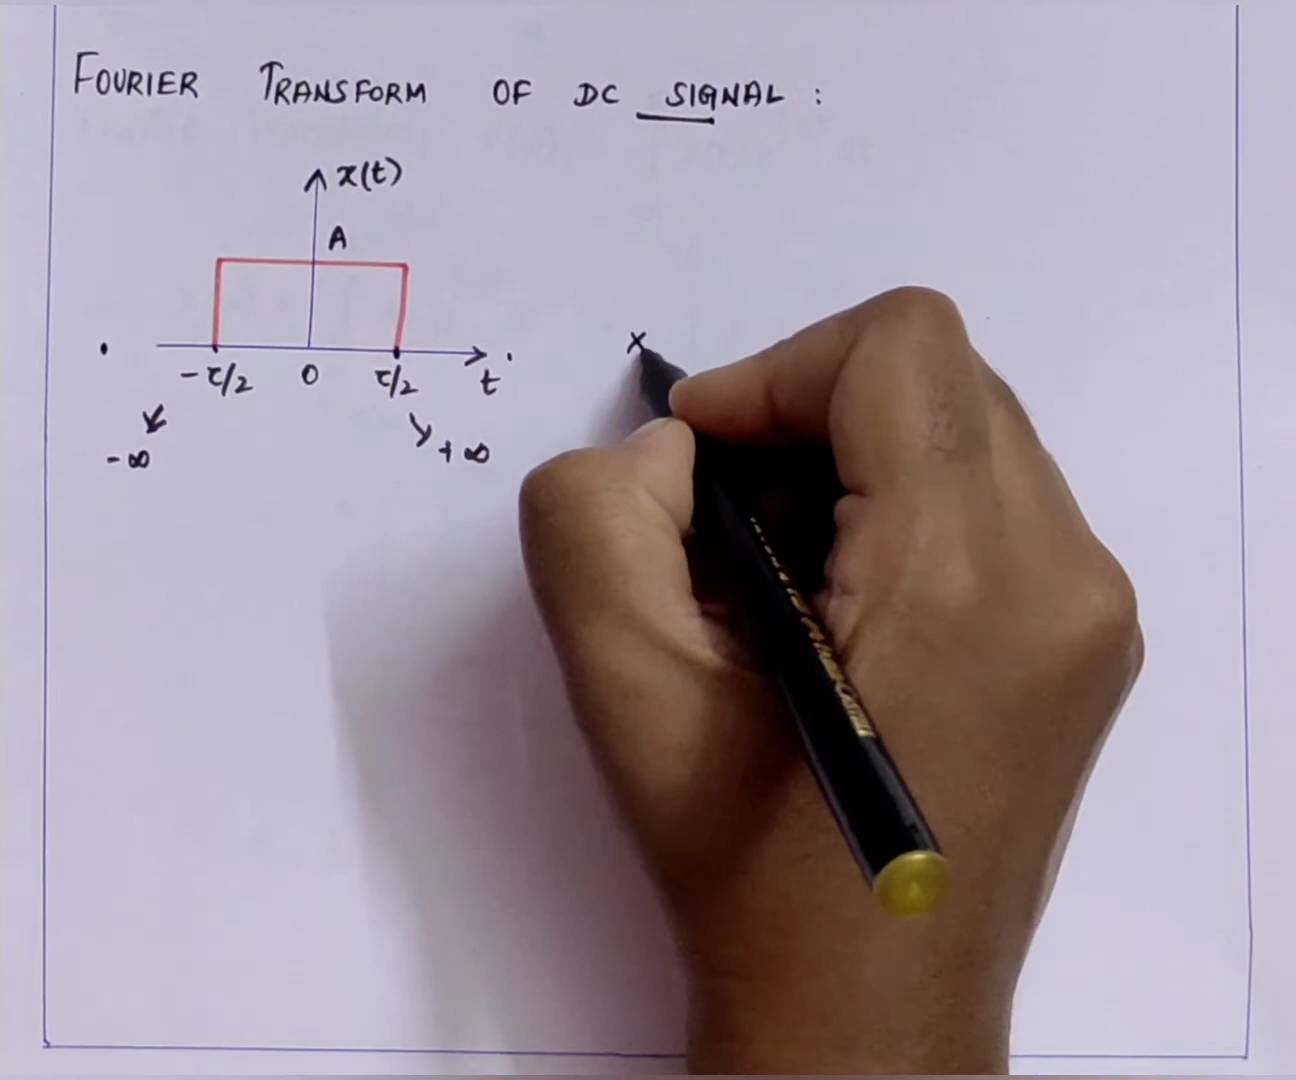 FOURIER TRANSFORM OF DC SIGNAL :
x(t)
A
-τ/2 0 τ/2 t
-∞ +∞
x